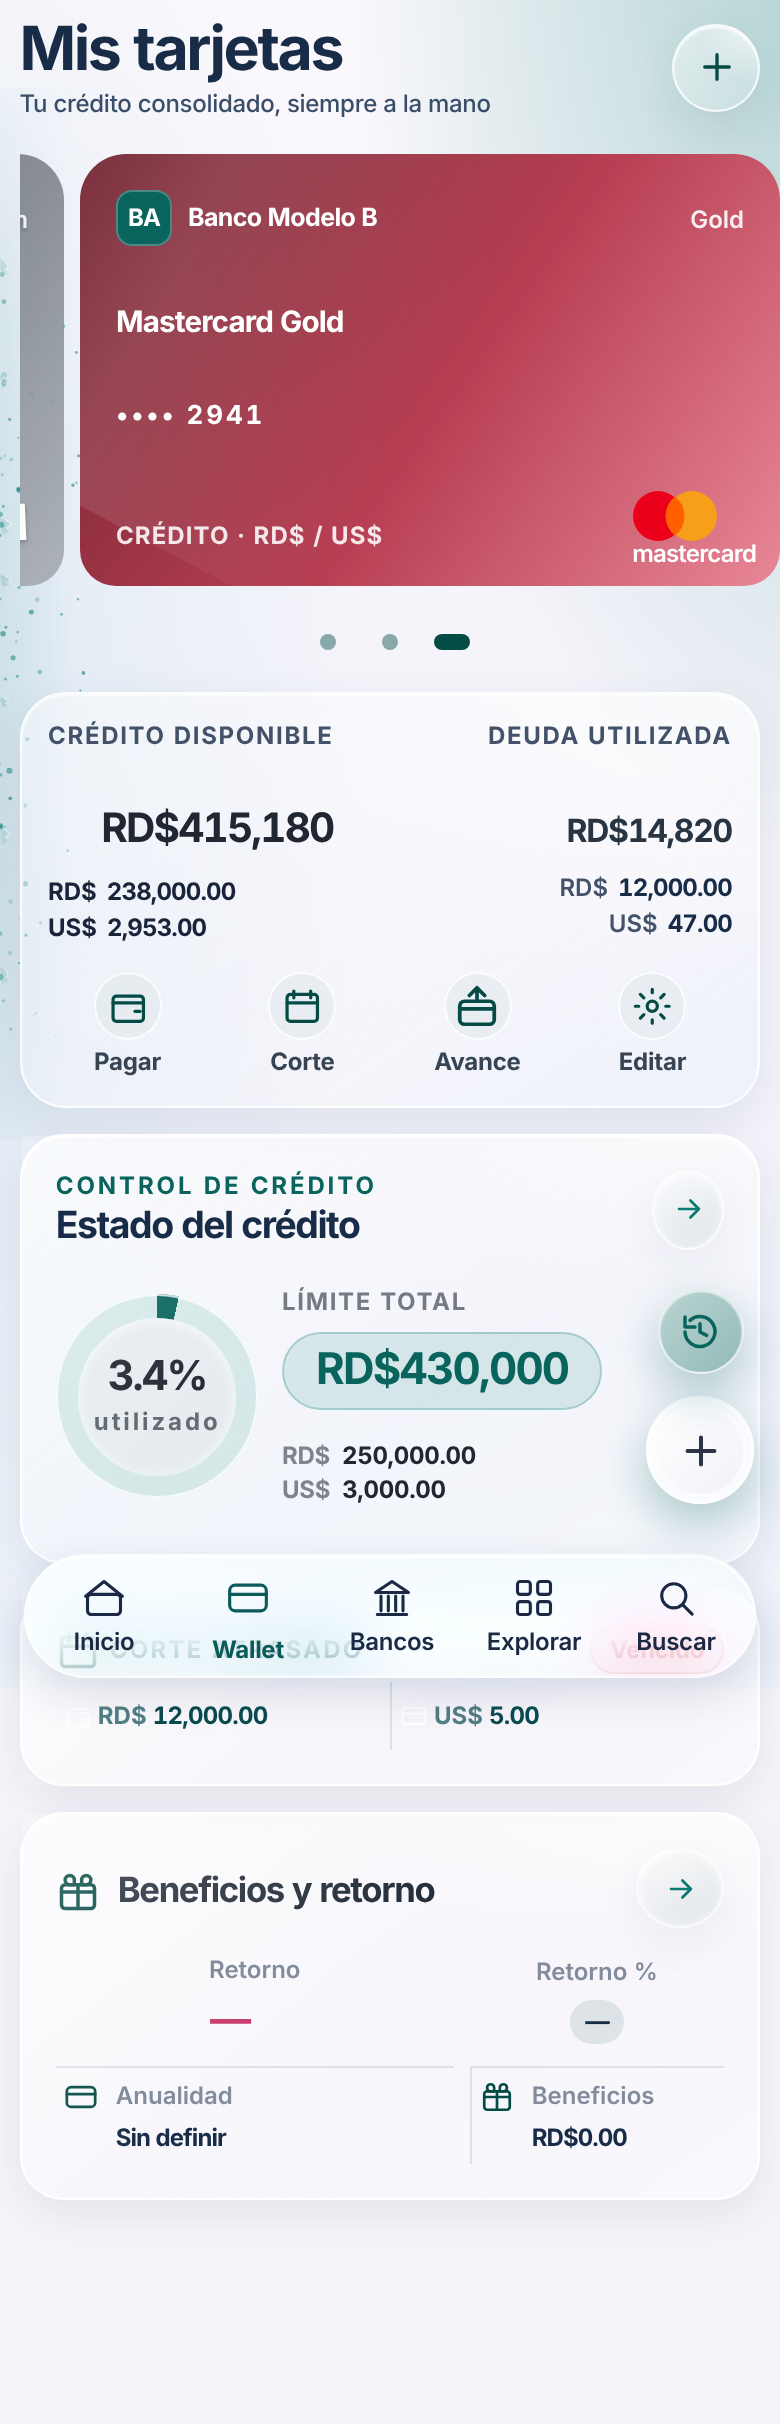 Mis tarjetas
Tu crédito consolidado, siempre a la mano
BA Banco Modelo B
Gold
Mastercard Gold
•••• 2941
CRÉDITO · RD$ / US$
mastercard
CRÉDITO DISPONIBLE
DEUDA UTILIZADA
RD$415,180
RD$14,820
RD$ 238,000.00
RD$ 12,000.00
US$ 2,953.00
US$ 47.00
Pagar
Corte
Avance
Editar
CONTROL DE CRÉDITO
Estado del crédito
3.4%
utilizado
LÍMITE TOTAL
RD$430,000
RD$ 250,000.00
US$ 3,000.00
Inicio
Wallet
Bancos
Explorar
Buscar
CORTE
Vencido
RD$ 12,000.00
US$ 5.00
Beneficios y retorno
Retorno
Retorno %
—
—
Anualidad
Beneficios
Sin definir
RD$0.00